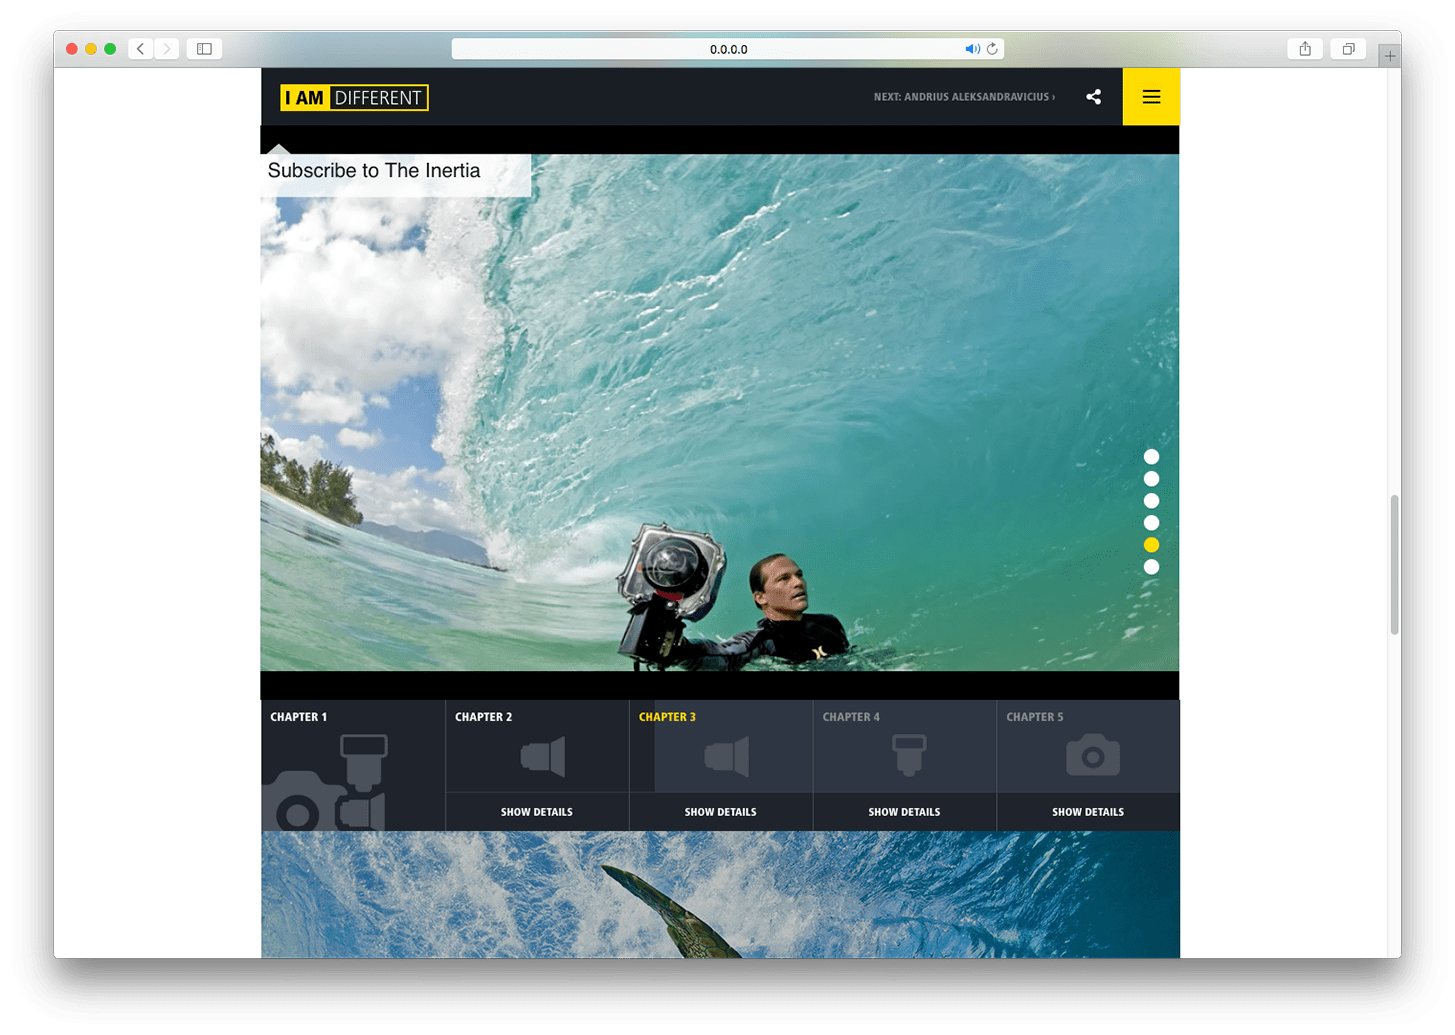 0.0.0.0
I AM DIFFERENT
NEXT: ANDRIUS ALEKSANDRAVICIUS ›
Subscribe to The Inertia
CHAPTER 1
CHAPTER 2
CHAPTER 3
CHAPTER 4
CHAPTER 5
SHOW DETAILS
SHOW DETAILS
SHOW DETAILS
SHOW DETAILS